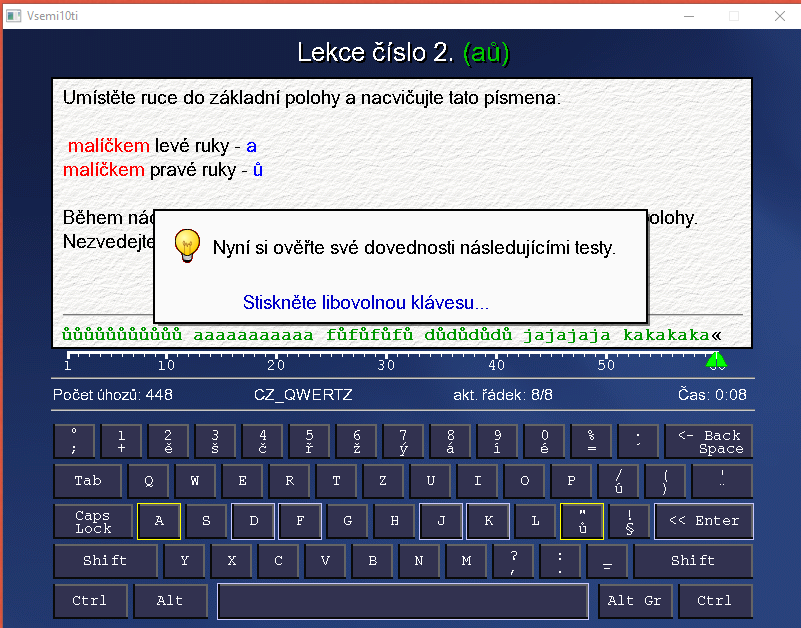 Vsemi10ti
Lekce číslo 2. (aů)
Umístěte ruce do základní polohy a nacvičujte tato písmena:
malíčkem levé ruky - a
malíčkem pravé ruky - ů
Během nác olohy.
Nezvedejte
Nyní si ověřte své dovednosti následujícími testy.
Stiskněte libovolnou klávesu...
ůůůůůůůůůůů aaaaaaaaaaa fůfůfůfů důdůdůdů jajajaja kakakaka«
1 10 20 30 40 50 60
Počet úhozů: 448 CZ_QWERTZ akt. řádek: 8/8 Čas: 0:08
° 1 2 3 4 5 6 7 8 9 0 % ˇ <- Back
; + ě š č ř ž ý á í é = ´ Space
Tab Q W E R T Z U I O P / ú ( ) ' ¨
Caps Lock A S D F G H J K L " ů ! § << Enter
Shift Y X C V B N M ? , : . _ Shift
Ctrl Alt Alt Gr Ctrl